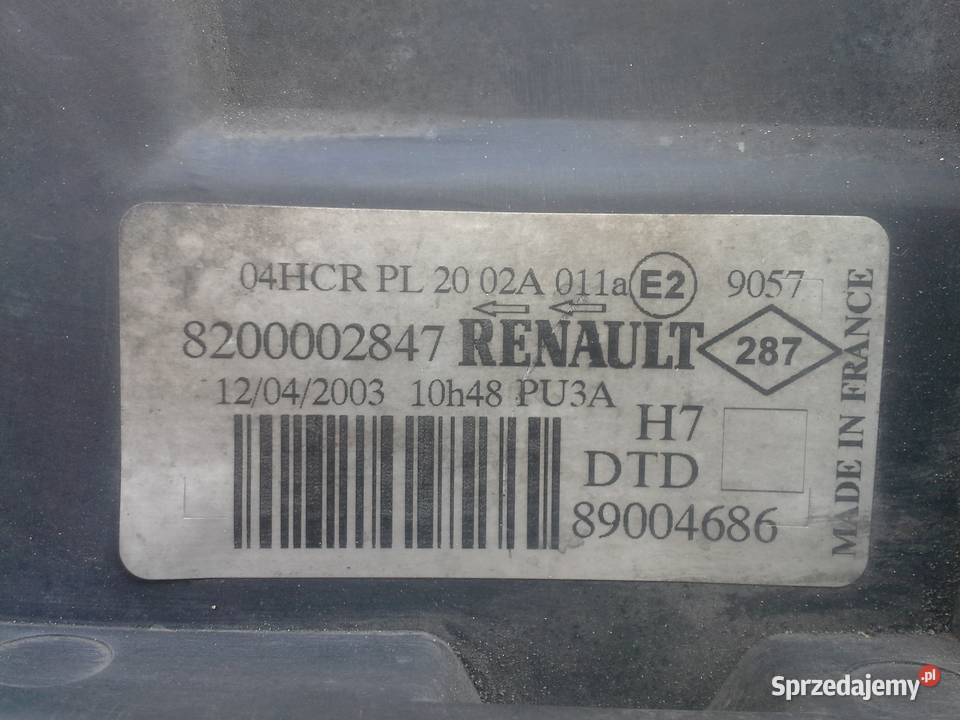 04HCR PL 20 02A 011a E2 9057
8200002847 RENAULT 287
12/04/2003 10h48 PU3A
H7
DTD
89004686
MADE IN FRANCE
Sprzedajemy.pl